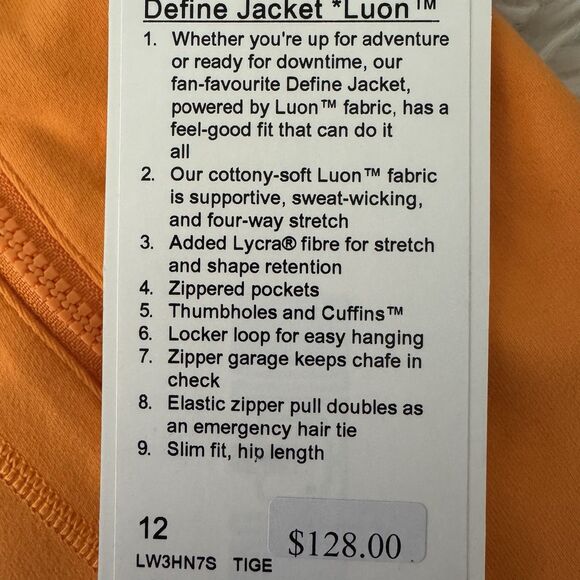 Define Jacket *Luon™
1. Whether you're up for adventure
or ready for downtime, our
fan-favourite Define Jacket,
powered by Luon™ fabric, has a
feel-good fit that can do it
all
2. Our cottony-soft Luon™ fabric
is supportive, sweat-wicking,
and four-way stretch
3. Added Lycra® fibre for stretch
and shape retention
4. Zippered pockets
5. Thumbholes and Cuffins™
6. Locker loop for easy hanging
7. Zipper garage keeps chafe in
check
8. Elastic zipper pull doubles as
an emergency hair tie
9. Slim fit, hip length
12
$128.00
LW3HN7S TIGE